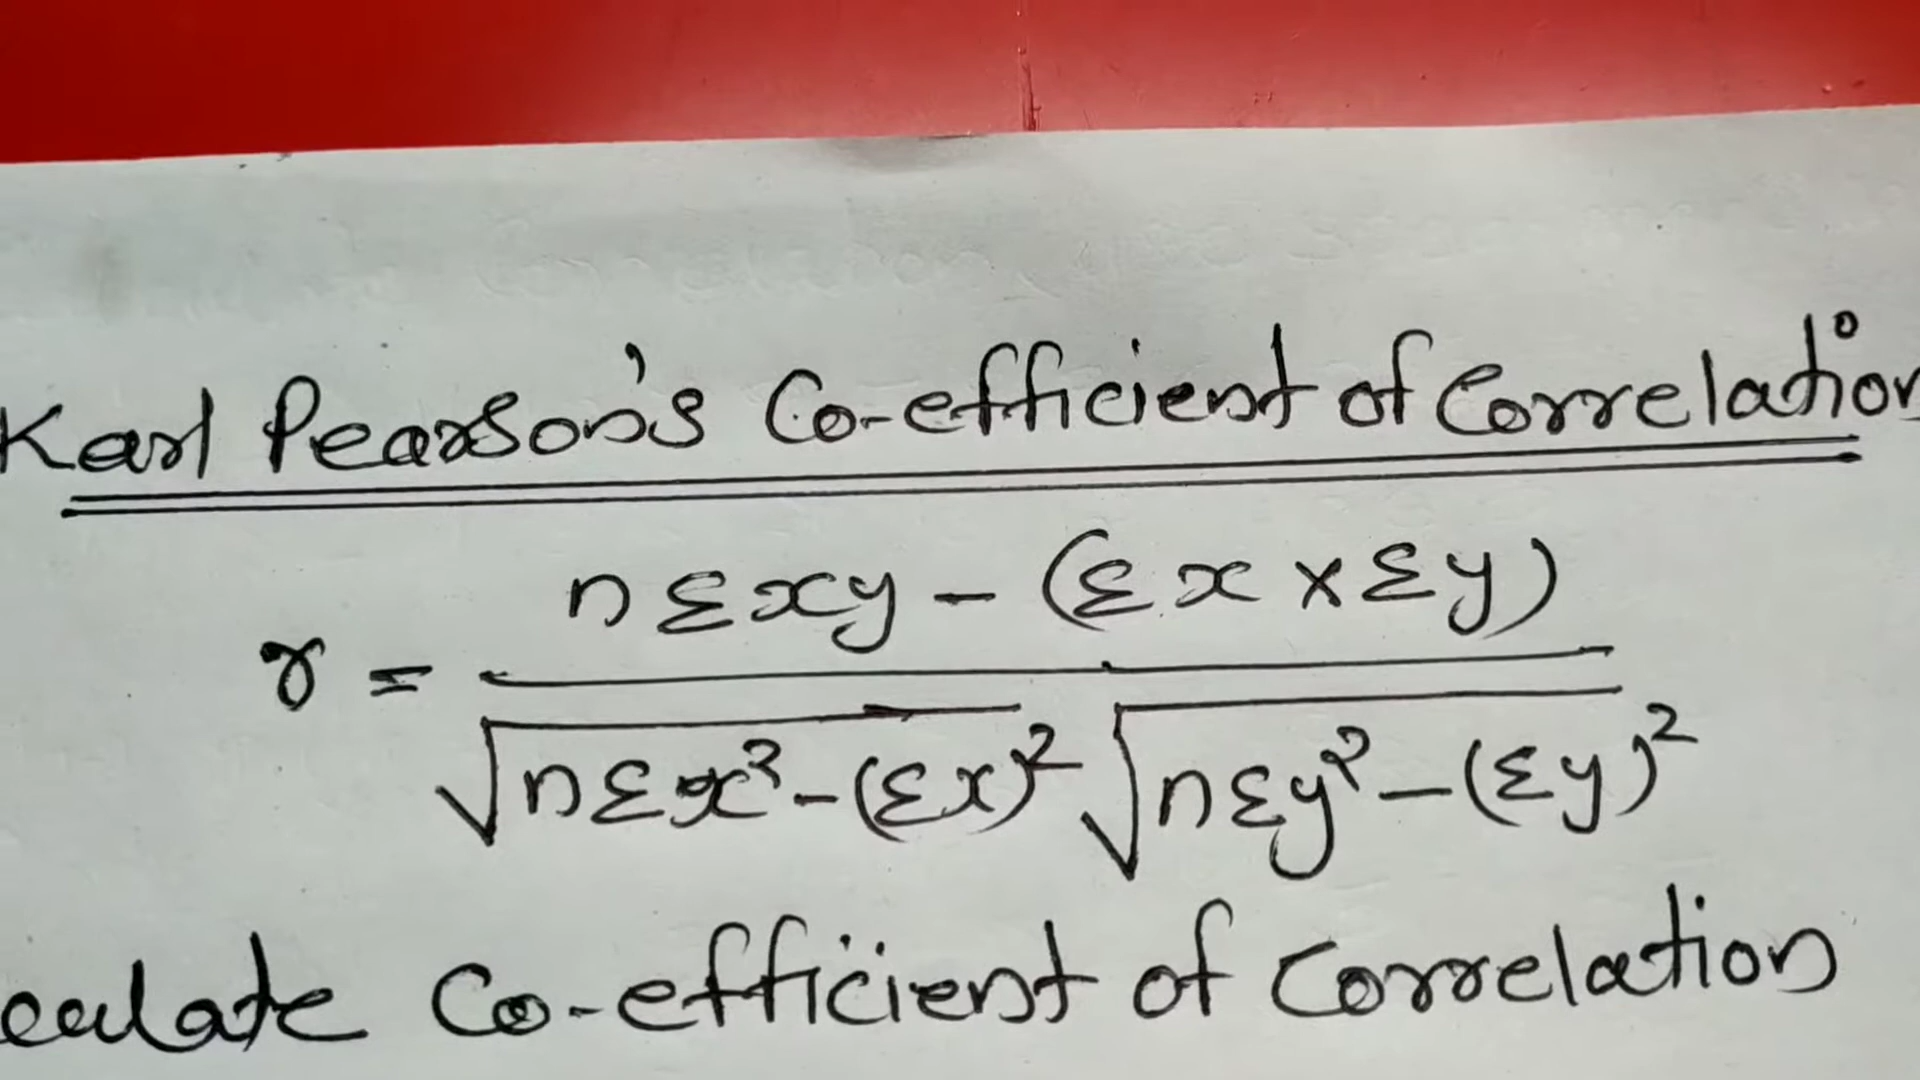 Karl Pearson's Co-efficient of Correlation
r = nΣxy - (Σx × Σy) / √nΣx² - (Σx)² √nΣy² - (Σy)²
culate Co-efficient of Correlation